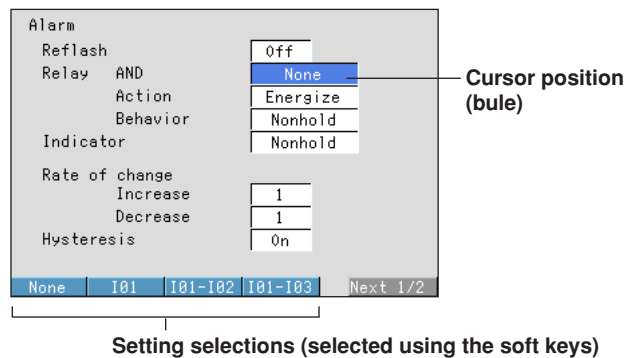 Alarm
Reflash Off
Relay AND None
Action Energize
Behavior Nonhold
Indicator Nonhold
Rate of change
Increase 1
Decrease 1
Hysteresis On
None I01 I01-I02 I01-I03 Next 1/2
Cursor position
(bule)
Setting selections (selected using the soft keys)